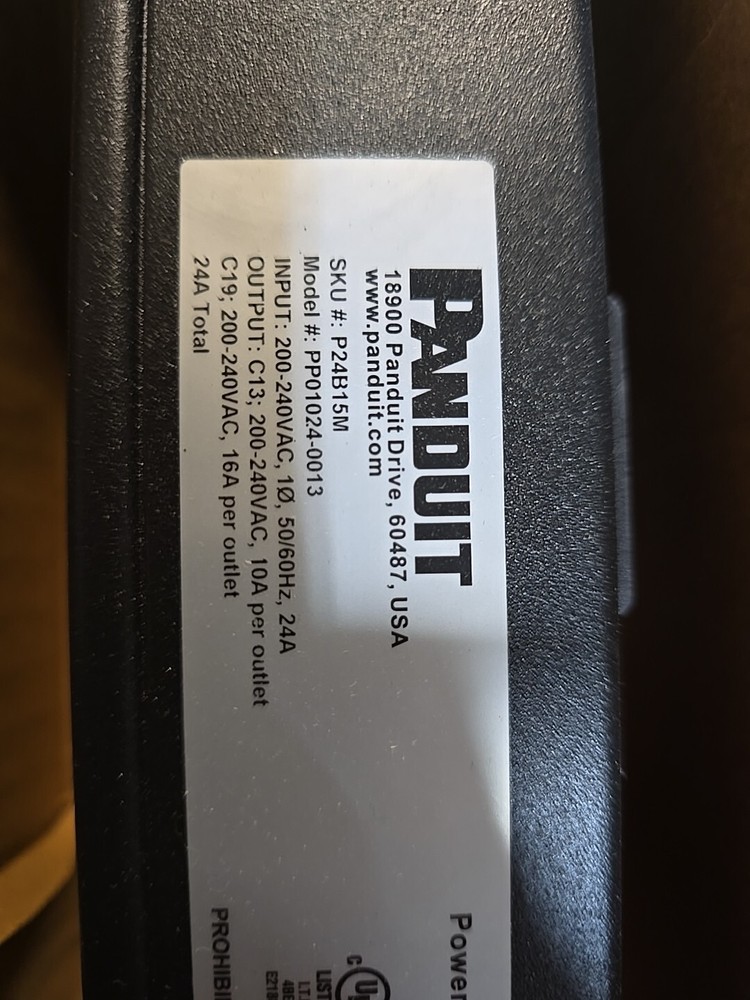 PANDUIT
18900 Panduit Drive, 60487, USA
www.panduit.com
SKU #: P24B15M
Model #: PP01024-0013
INPUT: 200-240VAC, 1Ø, 50/60Hz, 24A
OUTPUT: C13; 200-240VAC, 10A per outlet
C19; 200-240VAC, 16A per outlet
24A Total
Power
c UL
LIST
I.T.
PROHIBI